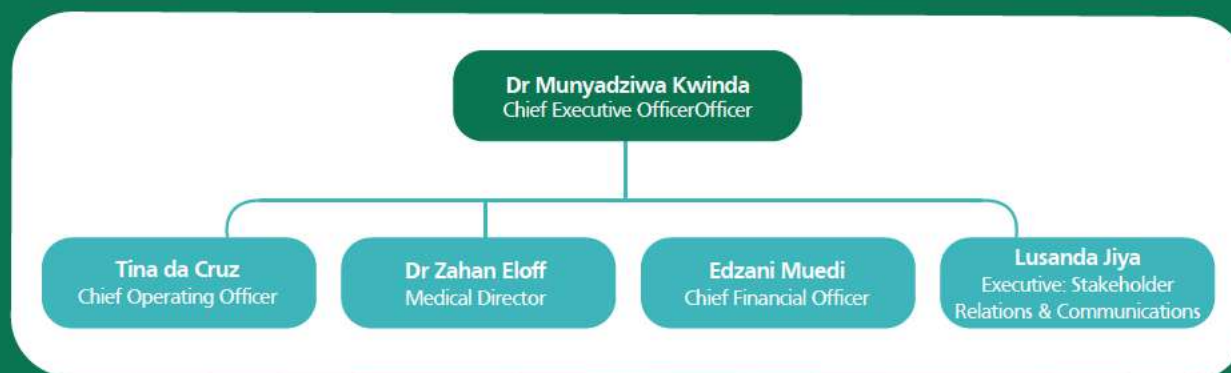 Dr Munyadziwa Kwinda
Chief Executive OfficerOfficer
Tina da Cruz
Chief Operating Officer
Dr Zahan Eloff
Medical Director
Edzani Muedi
Chief Financial Officer
Lusanda Jiya
Executive: Stakeholder
Relations & Communications